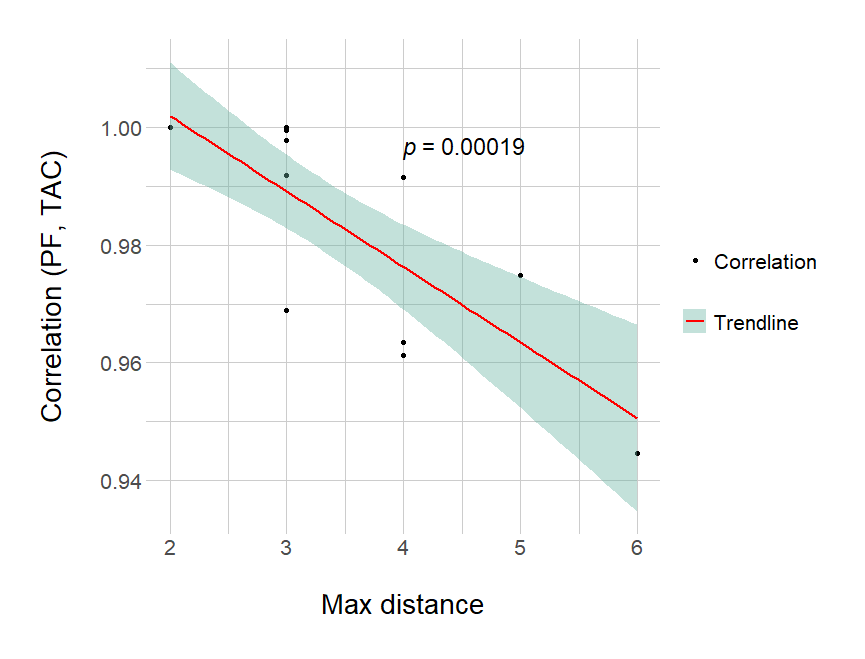 1.00
0.98
0.96
0.94
Correlation (PF, TAC)
p = 0.00019
2 3 4 5 6
Max distance
Correlation
Trendline